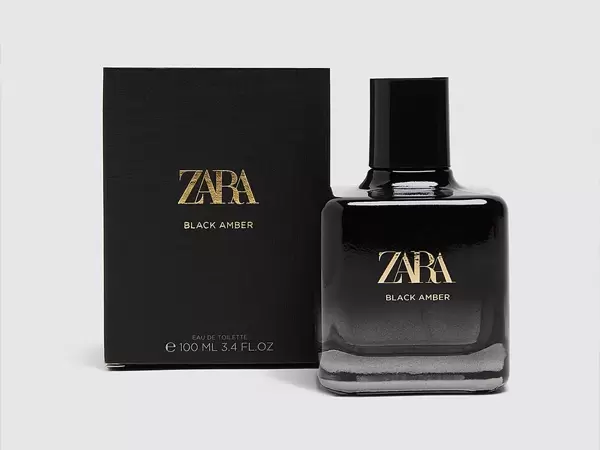 ZARA
BLACK AMBER
EAU DE TOILETTE
℮ 100 ML 3.4 FL.OZ
ZARA
BLACK AMBER